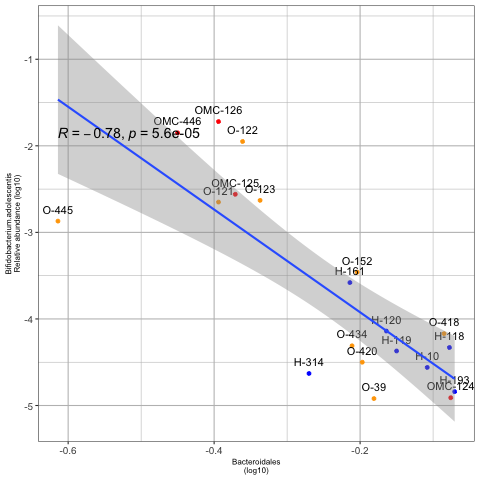 -1
-2
-3
-4
-5
Bifidobacterium.adolescentis
Relative abundance (log10)
OMC-126
OMC-446
O-122
R = −0.78, p = 5.6e-05
OMC-125
O-121
O-123
O-445
O-152
H-161
H-120
O-418
O-434
H-119
H-118
O-420
H-10
H-314
H-193
OMC-124
O-39
-0.6
-0.4
-0.2
Bacteroidales
(log10)